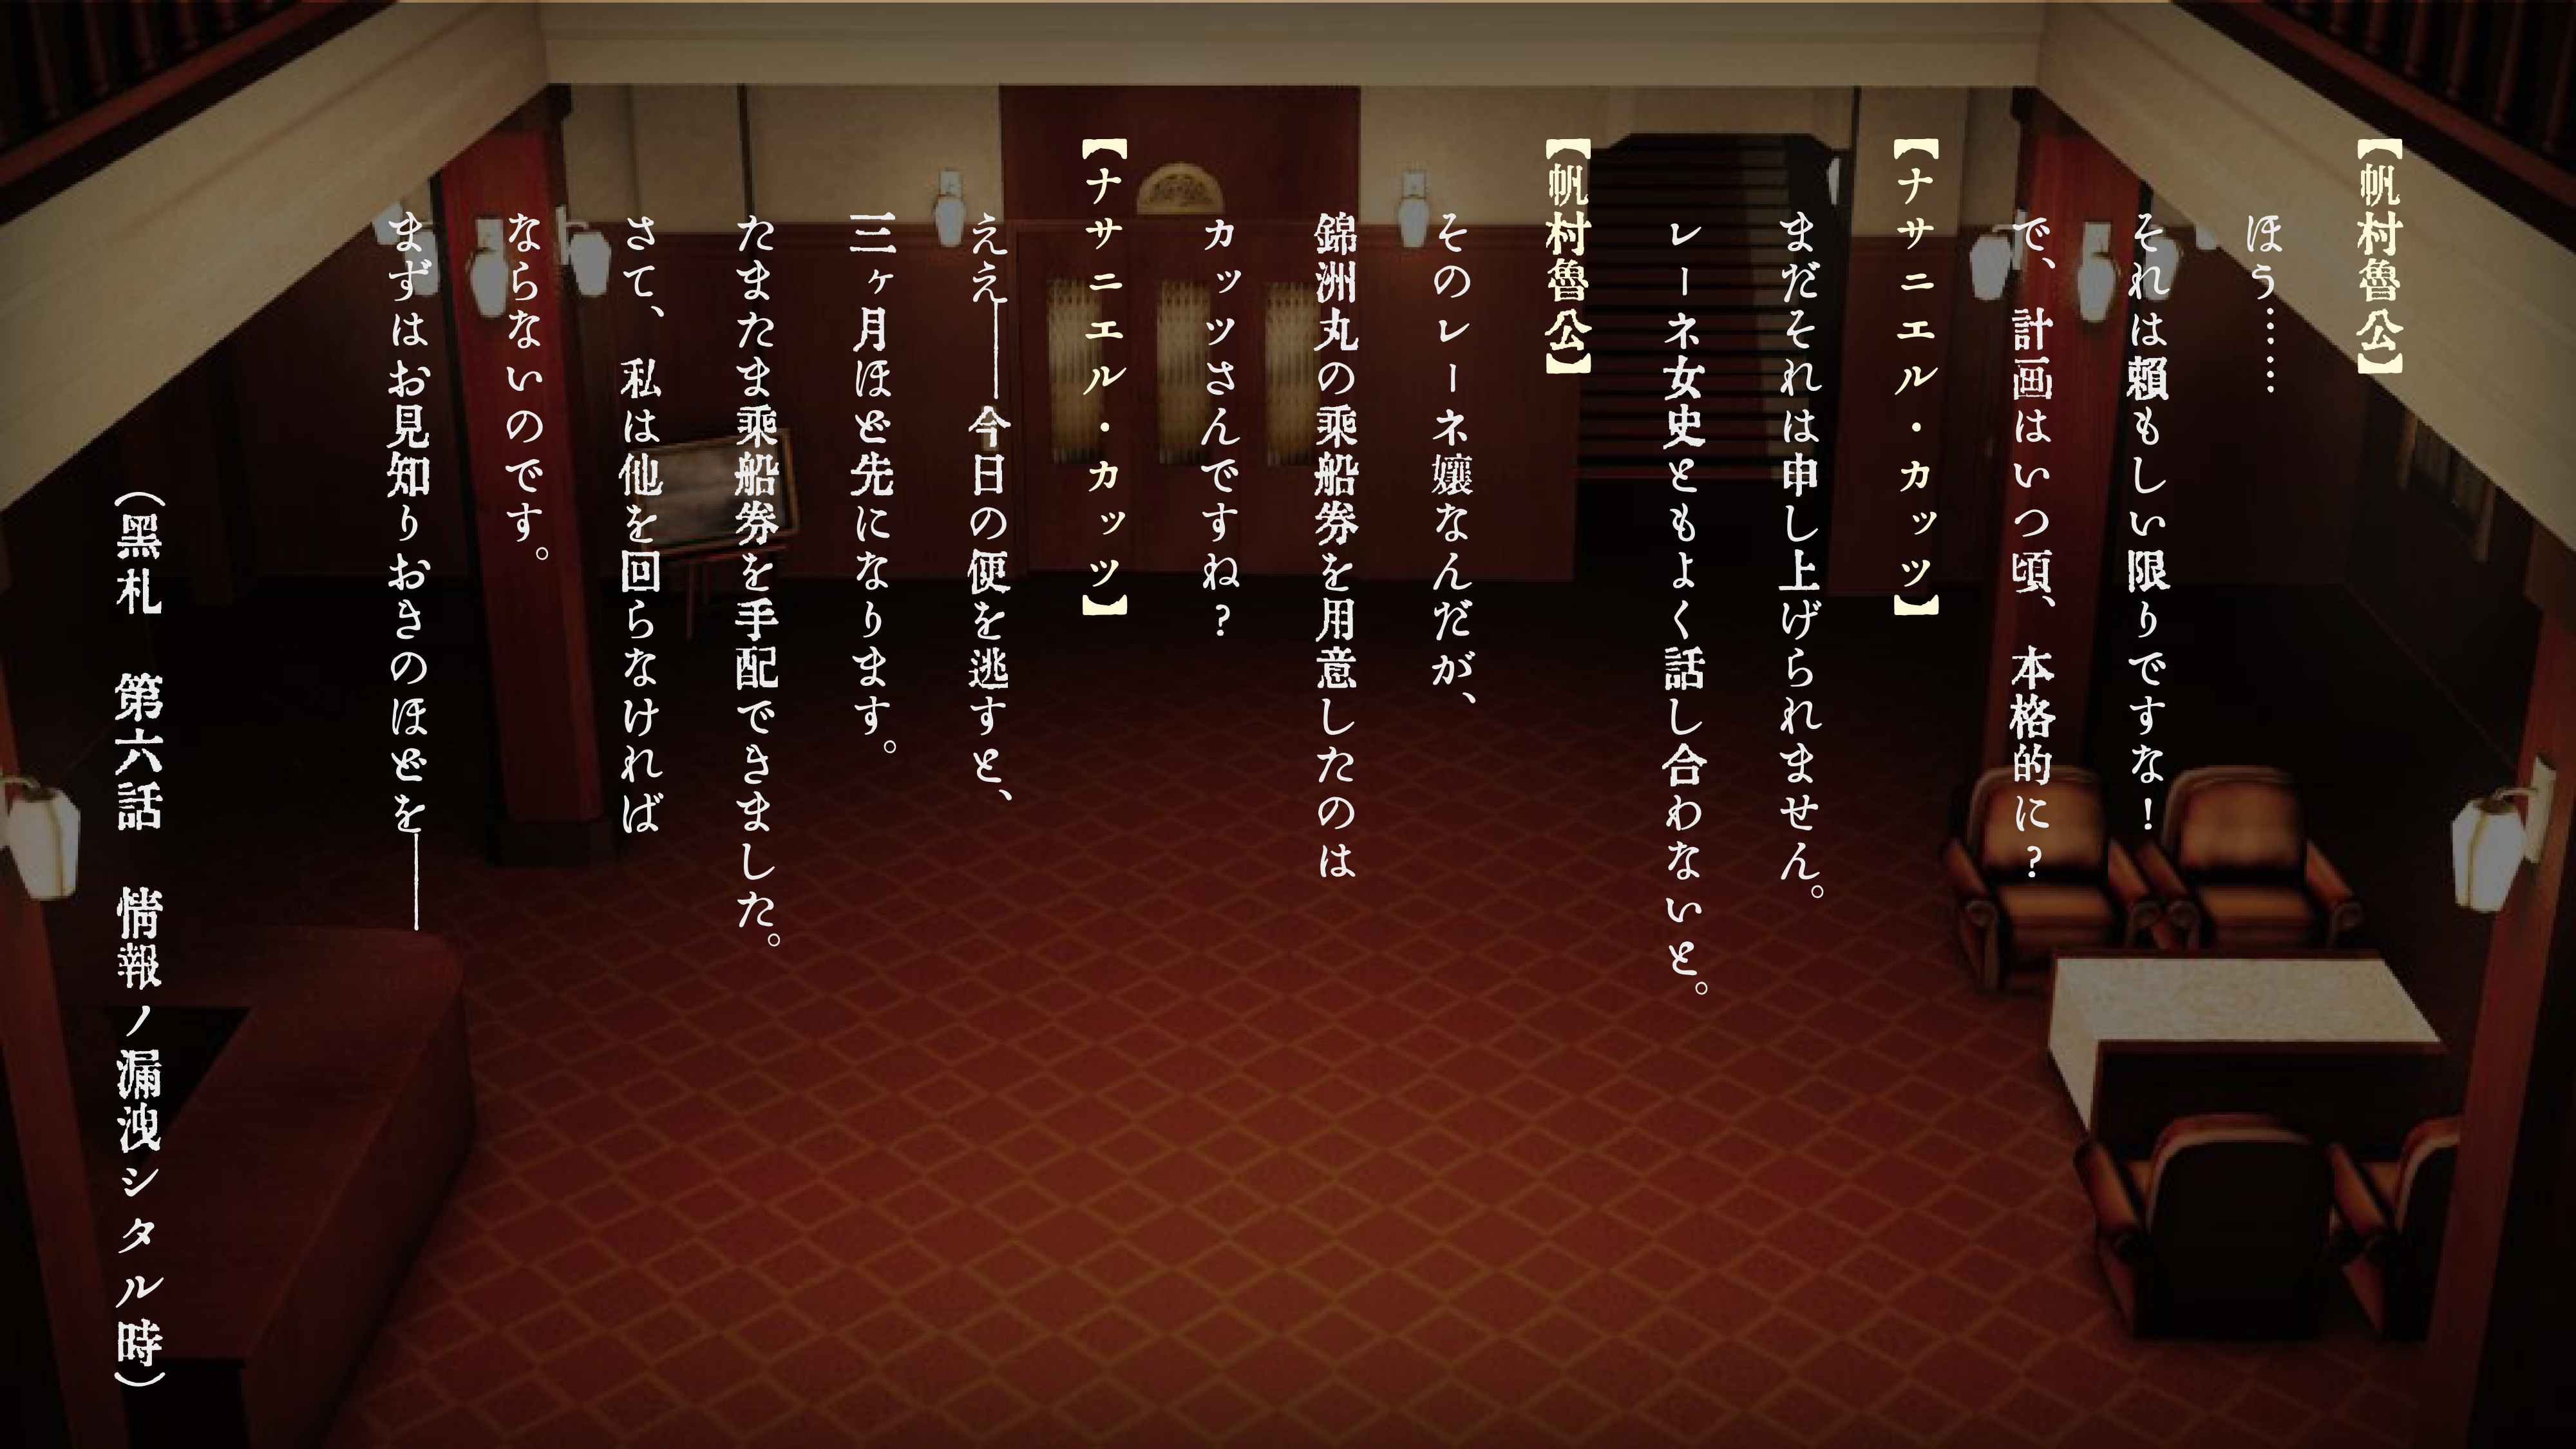 【帆村魯公】
ほう……
それは頼もしい限りですな！
で、計画はいつ頃、本格的に？
【ナサニエル・カッツ】
まだそれは申し上げられません。
レーネ女史ともよく話し合わないと。
【帆村魯公】
そのレーネ嬢なんだが、
錦洲丸の乗船券を用意したのは
カッツさんですね？
【ナサニエル・カッツ】
ええ――今日の便を逃すと、
三ヶ月ほど先になります。
たまたま乗船券を手配できました。
さて、私は他を回らなければ
ならないのです。
まずはお見知りおきのほどを――
（黑札　第六話　情報ノ漏洩シタル時）